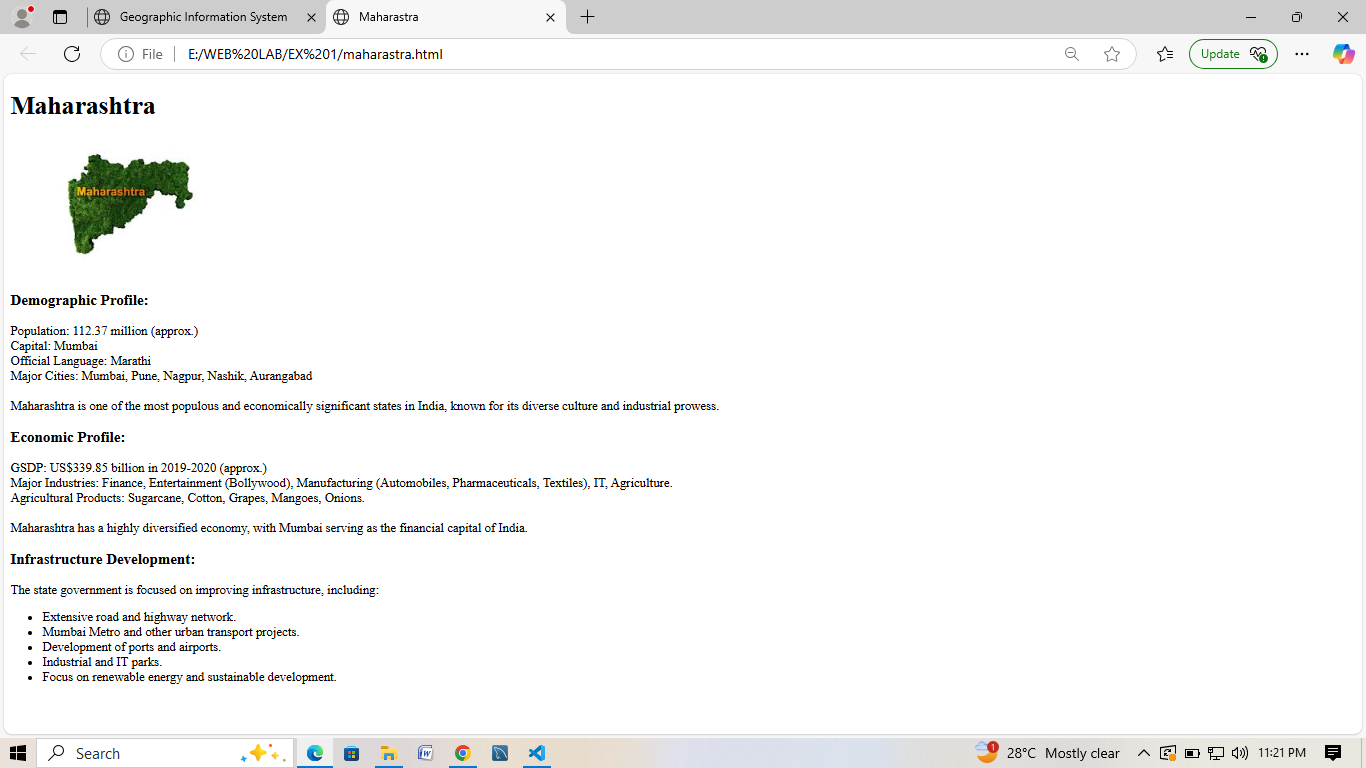 Geographic Information System
Maharastra
File
E:/WEB%20LAB/EX%201/maharastra.html
Update
Maharashtra
Maharashtra
Demographic Profile:
Population: 112.37 million (approx.)
Capital: Mumbai
Official Language: Marathi
Major Cities: Mumbai, Pune, Nagpur, Nashik, Aurangabad
Maharashtra is one of the most populous and economically significant states in India, known for its diverse culture and industrial prowess.
Economic Profile:
GSDP: US$339.85 billion in 2019-2020 (approx.)
Major Industries: Finance, Entertainment (Bollywood), Manufacturing (Automobiles, Pharmaceuticals, Textiles), IT, Agriculture.
Agricultural Products: Sugarcane, Cotton, Grapes, Mangoes, Onions.
Maharashtra has a highly diversified economy, with Mumbai serving as the financial capital of India.
Infrastructure Development:
The state government is focused on improving infrastructure, including:
• Extensive road and highway network.
• Mumbai Metro and other urban transport projects.
• Development of ports and airports.
• Industrial and IT parks.
• Focus on renewable energy and sustainable development.
Search
1
28°C Mostly clear
11:21 PM